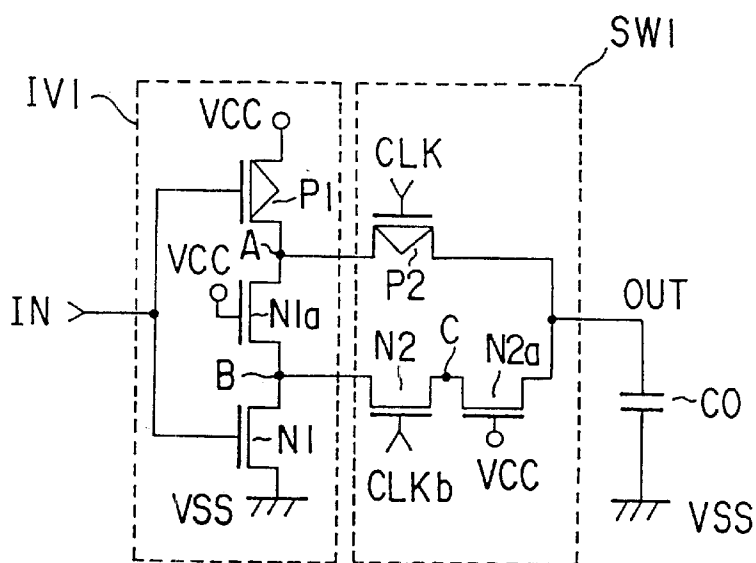 SW1
IV1
VCC
CLK
P1
A
VCC
P2
OUT
IN
N1a
C
N2
N2a
B
C0
N1
CLKb
VCC
VSS
VSS